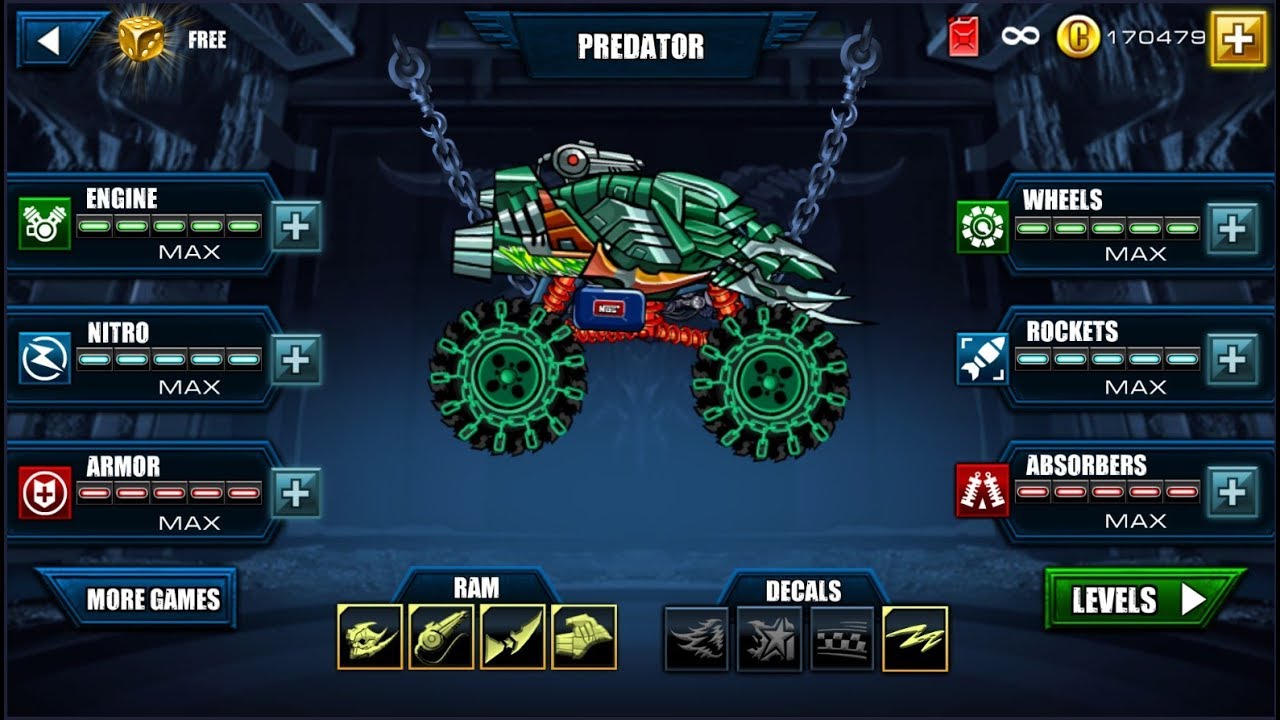 FREE
PREDATOR
∞
C
170479
ENGINE
MAX
NITRO
MAX
ARMOR
MAX
WHEELS
MAX
ROCKETS
MAX
ABSORBERS
MAX
MORE GAMES
RAM
DECALS
LEVELS